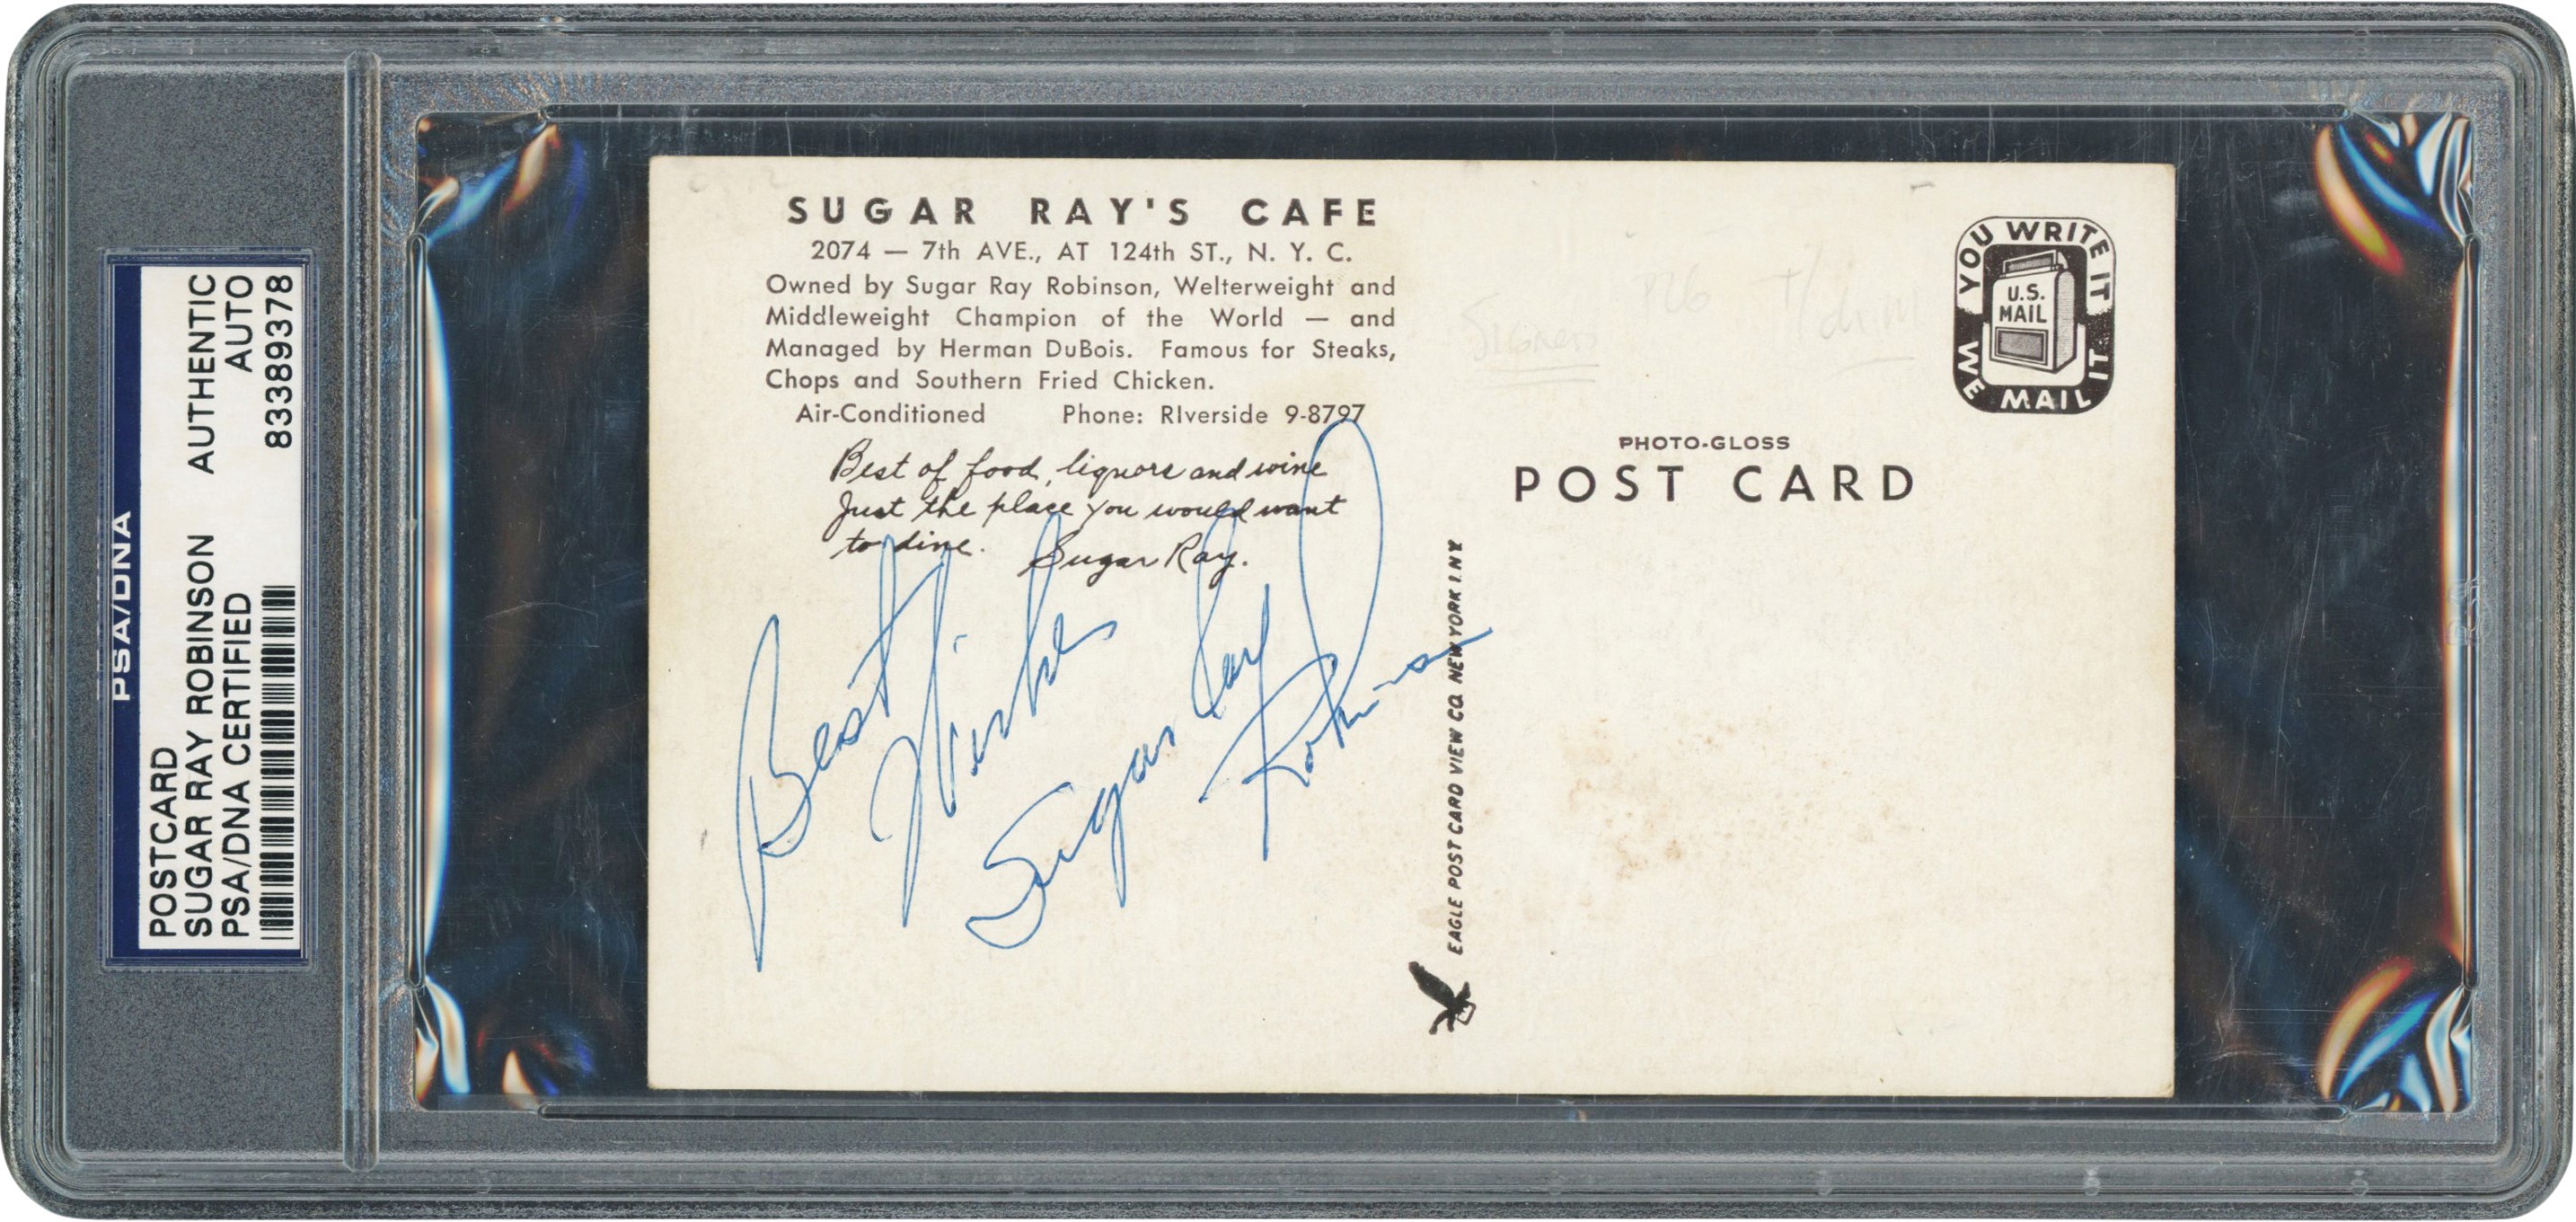 PSA/DNA
POSTCARD
SUGAR RAY ROBINSON AUTHENTIC
PSA/DNA CERTIFIED AUTO
83389378
SUGAR RAY'S CAFE
2074 — 7th AVE., AT 124th ST., N. Y. C.
Owned by Sugar Ray Robinson, Welterweight and
Middleweight Champion of the World — and
Managed by Herman DuBois. Famous for Steaks,
Chops and Southern Fried Chicken.
Air-Conditioned Phone: RIverside 9-8797
Best of food, liquors and wine
Just the place you would want
to dine. Sugar Ray.
Best Wishes
Sugar Ray
Robinson
EAGLE POST CARD VIEW CO. NEW YORK 1. N.Y.
Signed
YOU WRITE IT
U.S.
MAIL
WE MAIL IT
PHOTO-GLOSS
POST CARD